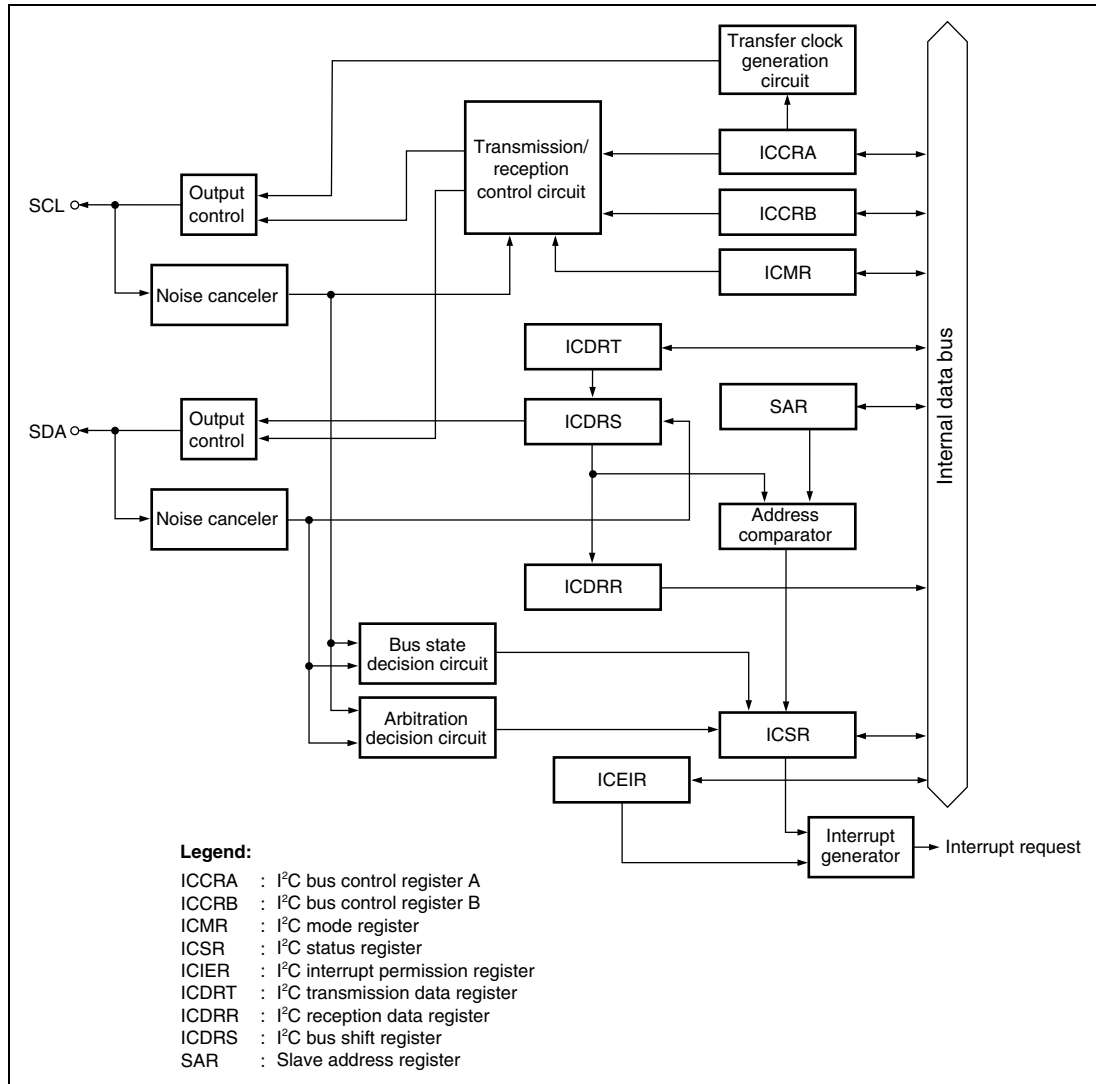 Transfer clock
generation
circuit
Transmission/
reception
control circuit
ICCRA
Output
control
SCL
ICCRB
ICMR
Noise canceler
ICDRT
Internal data bus
SAR
Output
control
SDA
ICDRS
Noise canceler
Address
comparator
ICDRR
Bus state
decision circuit
Arbitration
decision circuit
ICSR
ICEIR
Interrupt
generator
Interrupt request
Legend:
ICCRA : I²C bus control register A
ICCRB : I²C bus control register B
ICMR : I²C mode register
ICSR : I²C status register
ICIER : I²C interrupt permission register
ICDRT : I²C transmission data register
ICDRR : I²C reception data register
ICDRS : I²C bus shift register
SAR : Slave address register